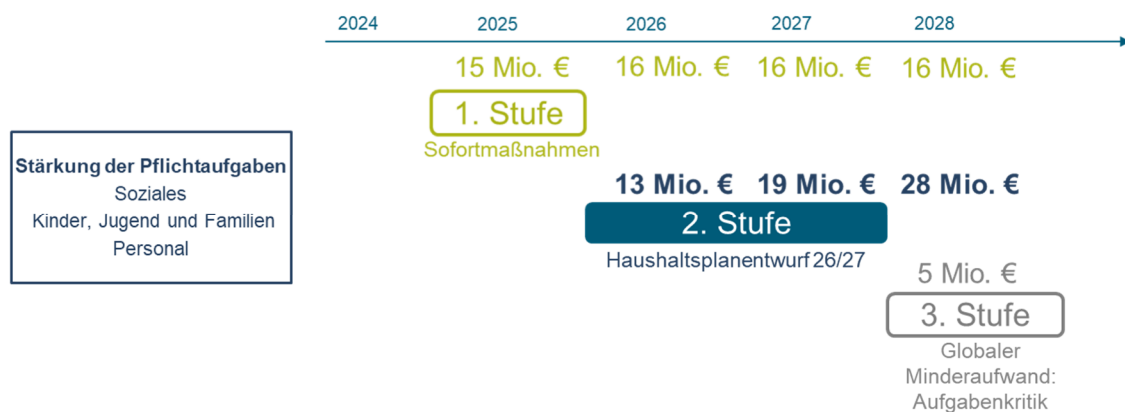 2024 2025 2026 2027 2028
15 Mio. € 16 Mio. € 16 Mio. € 16 Mio. €
1. Stufe
Sofortmaßnahmen
Stärkung der Pflichtaufgaben
Soziales
Kinder, Jugend und Familien
Personal
13 Mio. € 19 Mio. € 28 Mio. €
2. Stufe
Haushaltsplanentwurf 26/27
5 Mio. €
3. Stufe
Globaler
Minderaufwand:
Aufgabenkritik